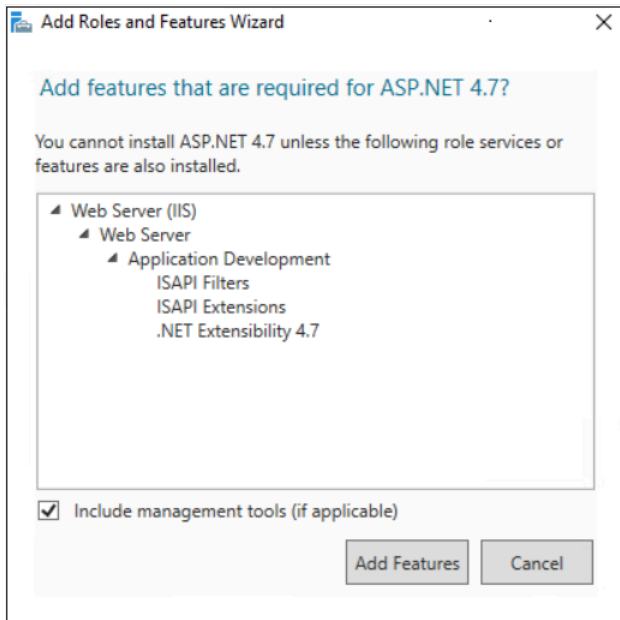 Add Roles and Features Wizard
Add features that are required for ASP.NET 4.7?
You cannot install ASP.NET 4.7 unless the following role services or
features are also installed.
Web Server (IIS)
Web Server
Application Development
ISAPI Filters
ISAPI Extensions
.NET Extensibility 4.7
Include management tools (if applicable)
Add Features Cancel